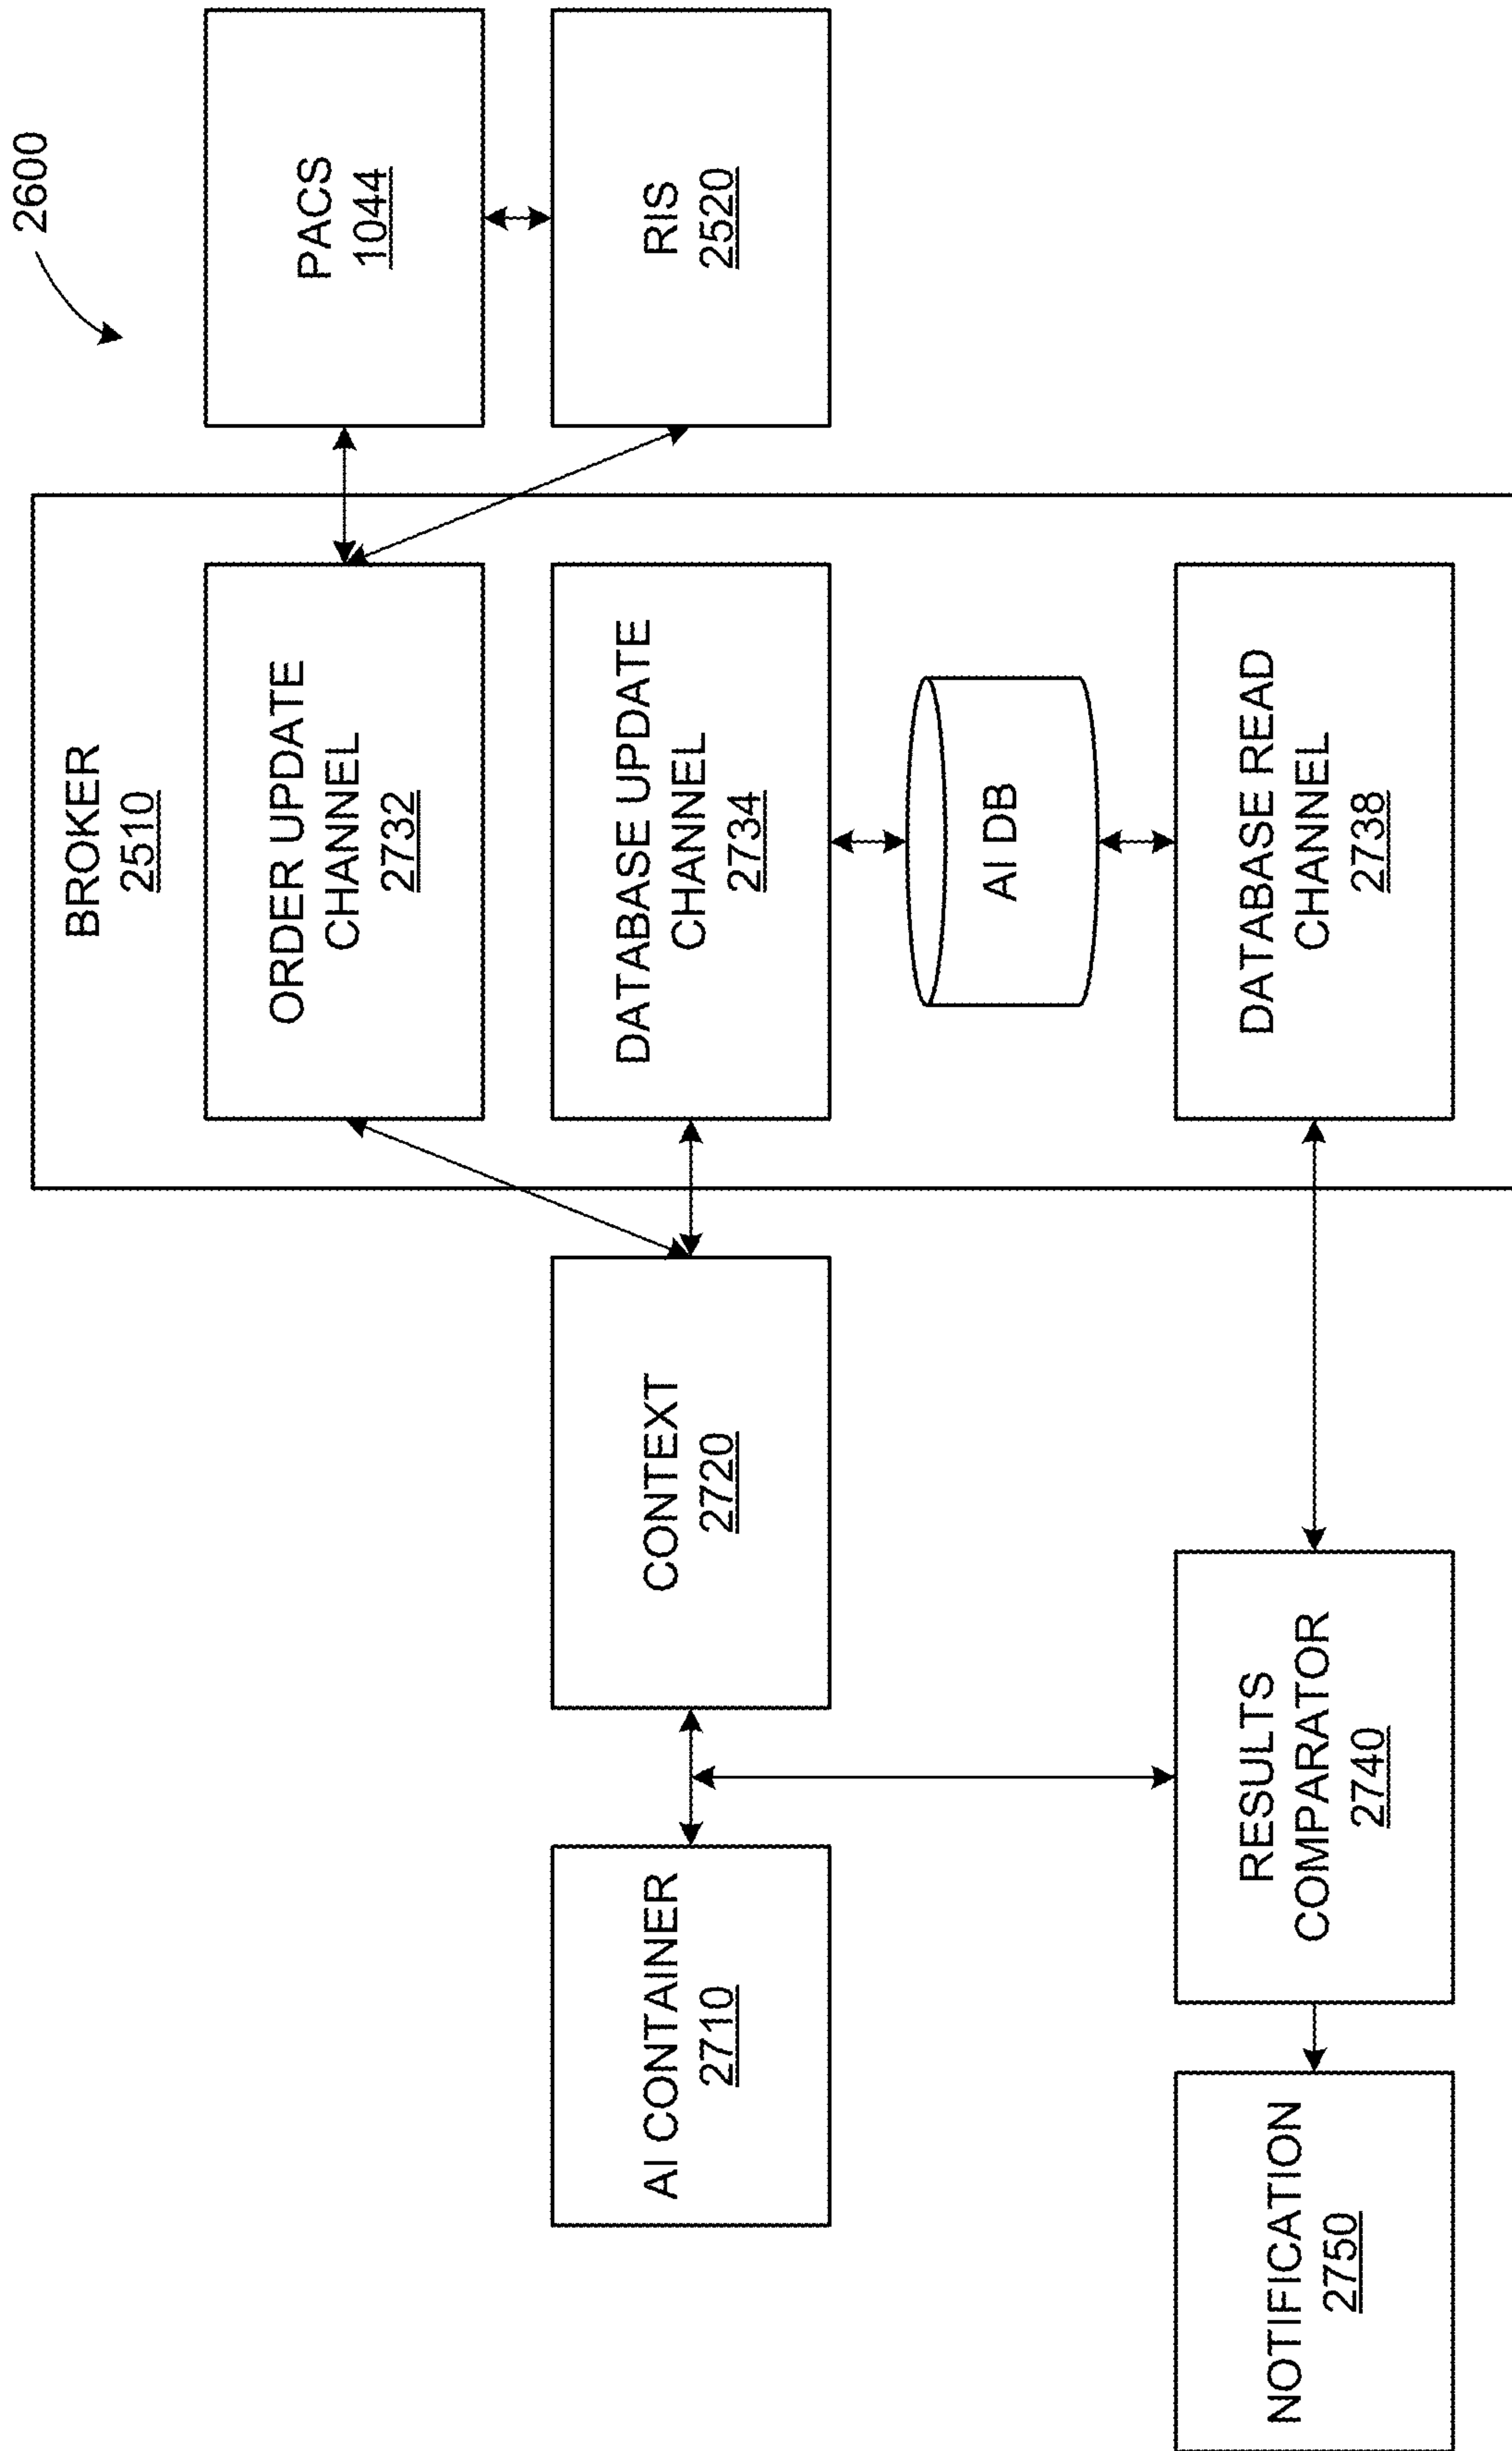 2600
BROKER
2510
PACS
1044
ORDER UPDATE
CHANNEL
2732
RIS
2520
DATABASE UPDATE
CHANNEL
2734
CONTEXT
2720
AI CONTAINER
2710
AI DB
DATABASE READ
CHANNEL
2738
RESULTS
COMPARATOR
2740
NOTIFICATION
2750